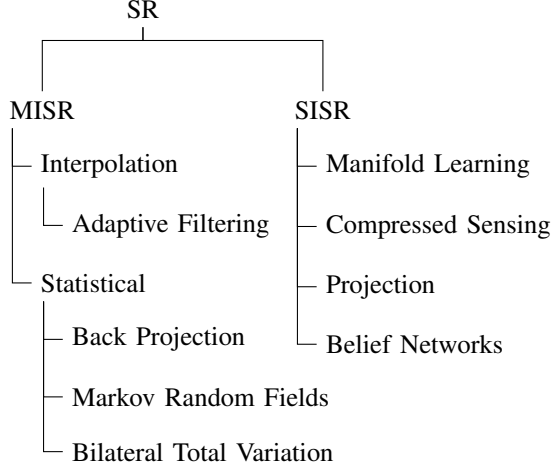 SR
MISR
Interpolation
Adaptive Filtering
Statistical
Back Projection
Markov Random Fields
Bilateral Total Variation
SISR
Manifold Learning
Compressed Sensing
Projection
Belief Networks